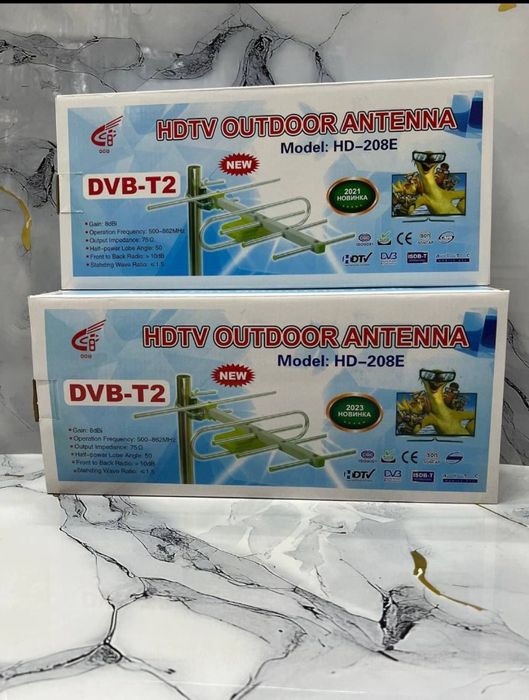 HDTV OUTDOOR ANTENNA
Model: HD-208E
NEW
DVB-T2
2021
НОВИНКА
Gain: 8dBi
Operation Frequency: 500-862MHz
Output Impedance: 75Ω
Half-power Lobe Angle: 50
Front to Back Radio: >10dB
Standing Wave Ratio: ≤1.5
ISO9001
CE
HDTV
DVB
ISDB-T
HDTV OUTDOOR ANTENNA
Model: HD-208E
NEW
DVB-T2
2023
НОВИНКА
Gain: 8dBi
Operation Frequency: 500-862MHz
Output Impedance: 75Ω
Half-power Lobe Angle: 50
Front to Back Radio: >10dB
Standing Wave Ratio: ≤1.5
ISO9001
CE
HDTV
DVB
ISDB-T